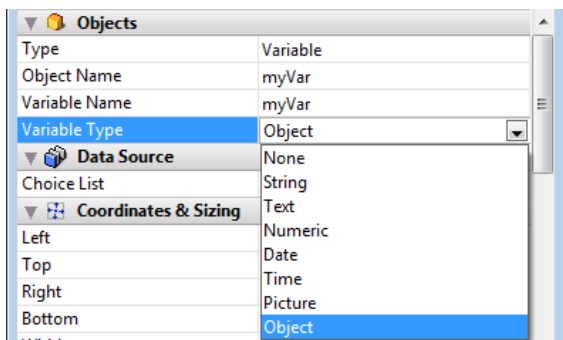 Objects
Type Variable
Object Name myVar
Variable Name myVar
Variable Type Object
Data Source None
Choice List String
Coordinates & Sizing Text
Left Numeric
Top Date
Right Time
Bottom Picture
Object